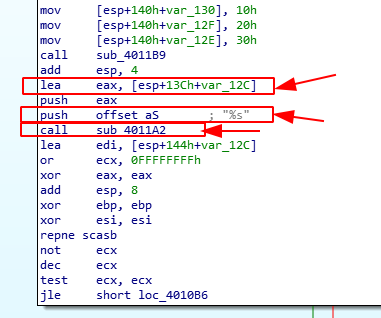 mov [esp+140h+var_130], 10h
mov [esp+140h+var_12F], 20h
mov [esp+140h+var_12E], 30h
call sub_4011B9
add esp, 4
lea eax, [esp+13Ch+var_12C]
push eax
push offset aS ; "%s"
call sub_4011A2
lea edi, [esp+144h+var_12C]
or ecx, 0FFFFFFFFh
xor eax, eax
add esp, 8
xor ebp, ebp
xor esi, esi
repne scasb
not ecx
dec ecx
test ecx, ecx
jle short loc_4010B6